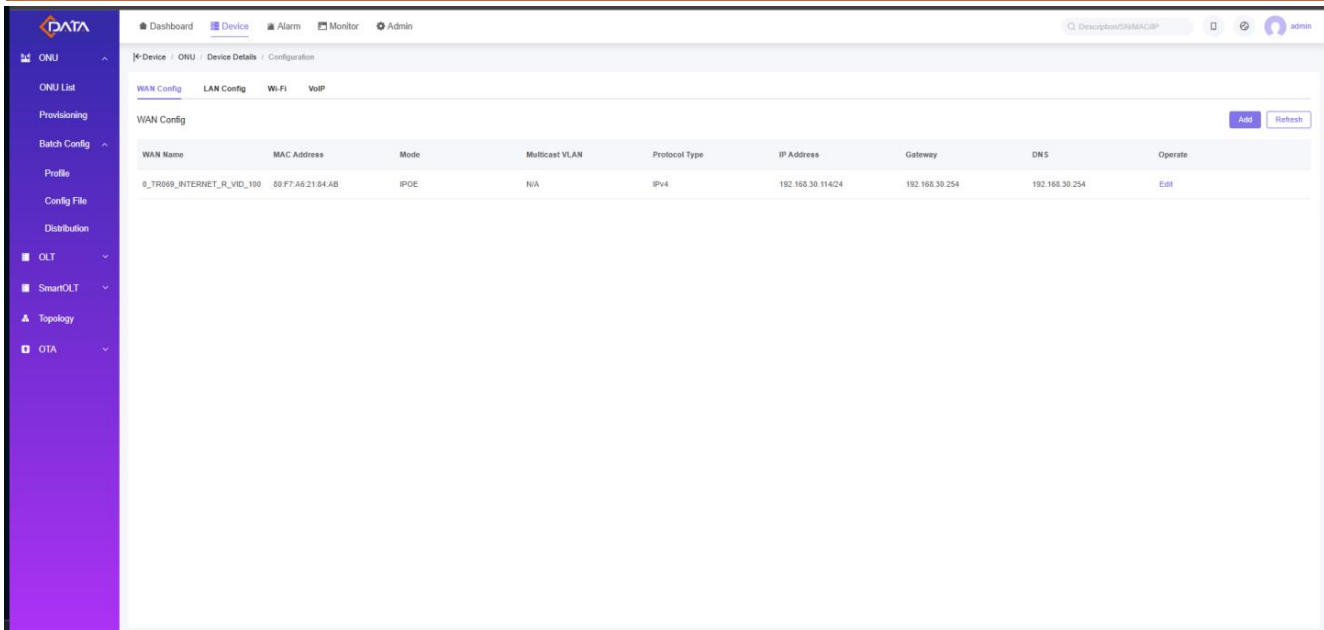 DATA
Dashboard Device Alarm Monitor Admin
Description/SN/MAC/IP
admin
ONU
ONU List
Provisioning
Batch Config
Profile
Config File
Distribution
OLT
SmartOLT
Topology
OTA
Device / ONU / Device Details / Configuration
WAN Config LAN Config Wi-Fi VoIP
WAN Config
Add Refresh
WAN Name MAC Address Mode Multicast VLAN Protocol Type IP Address Gateway DNS Operate
0_TR069_INTERNET_R_VID_100 80:F7:A6:21:84:AB IPOE N/A IPv4 192.168.30.114/24 192.168.30.254 192.168.30.254 Edit